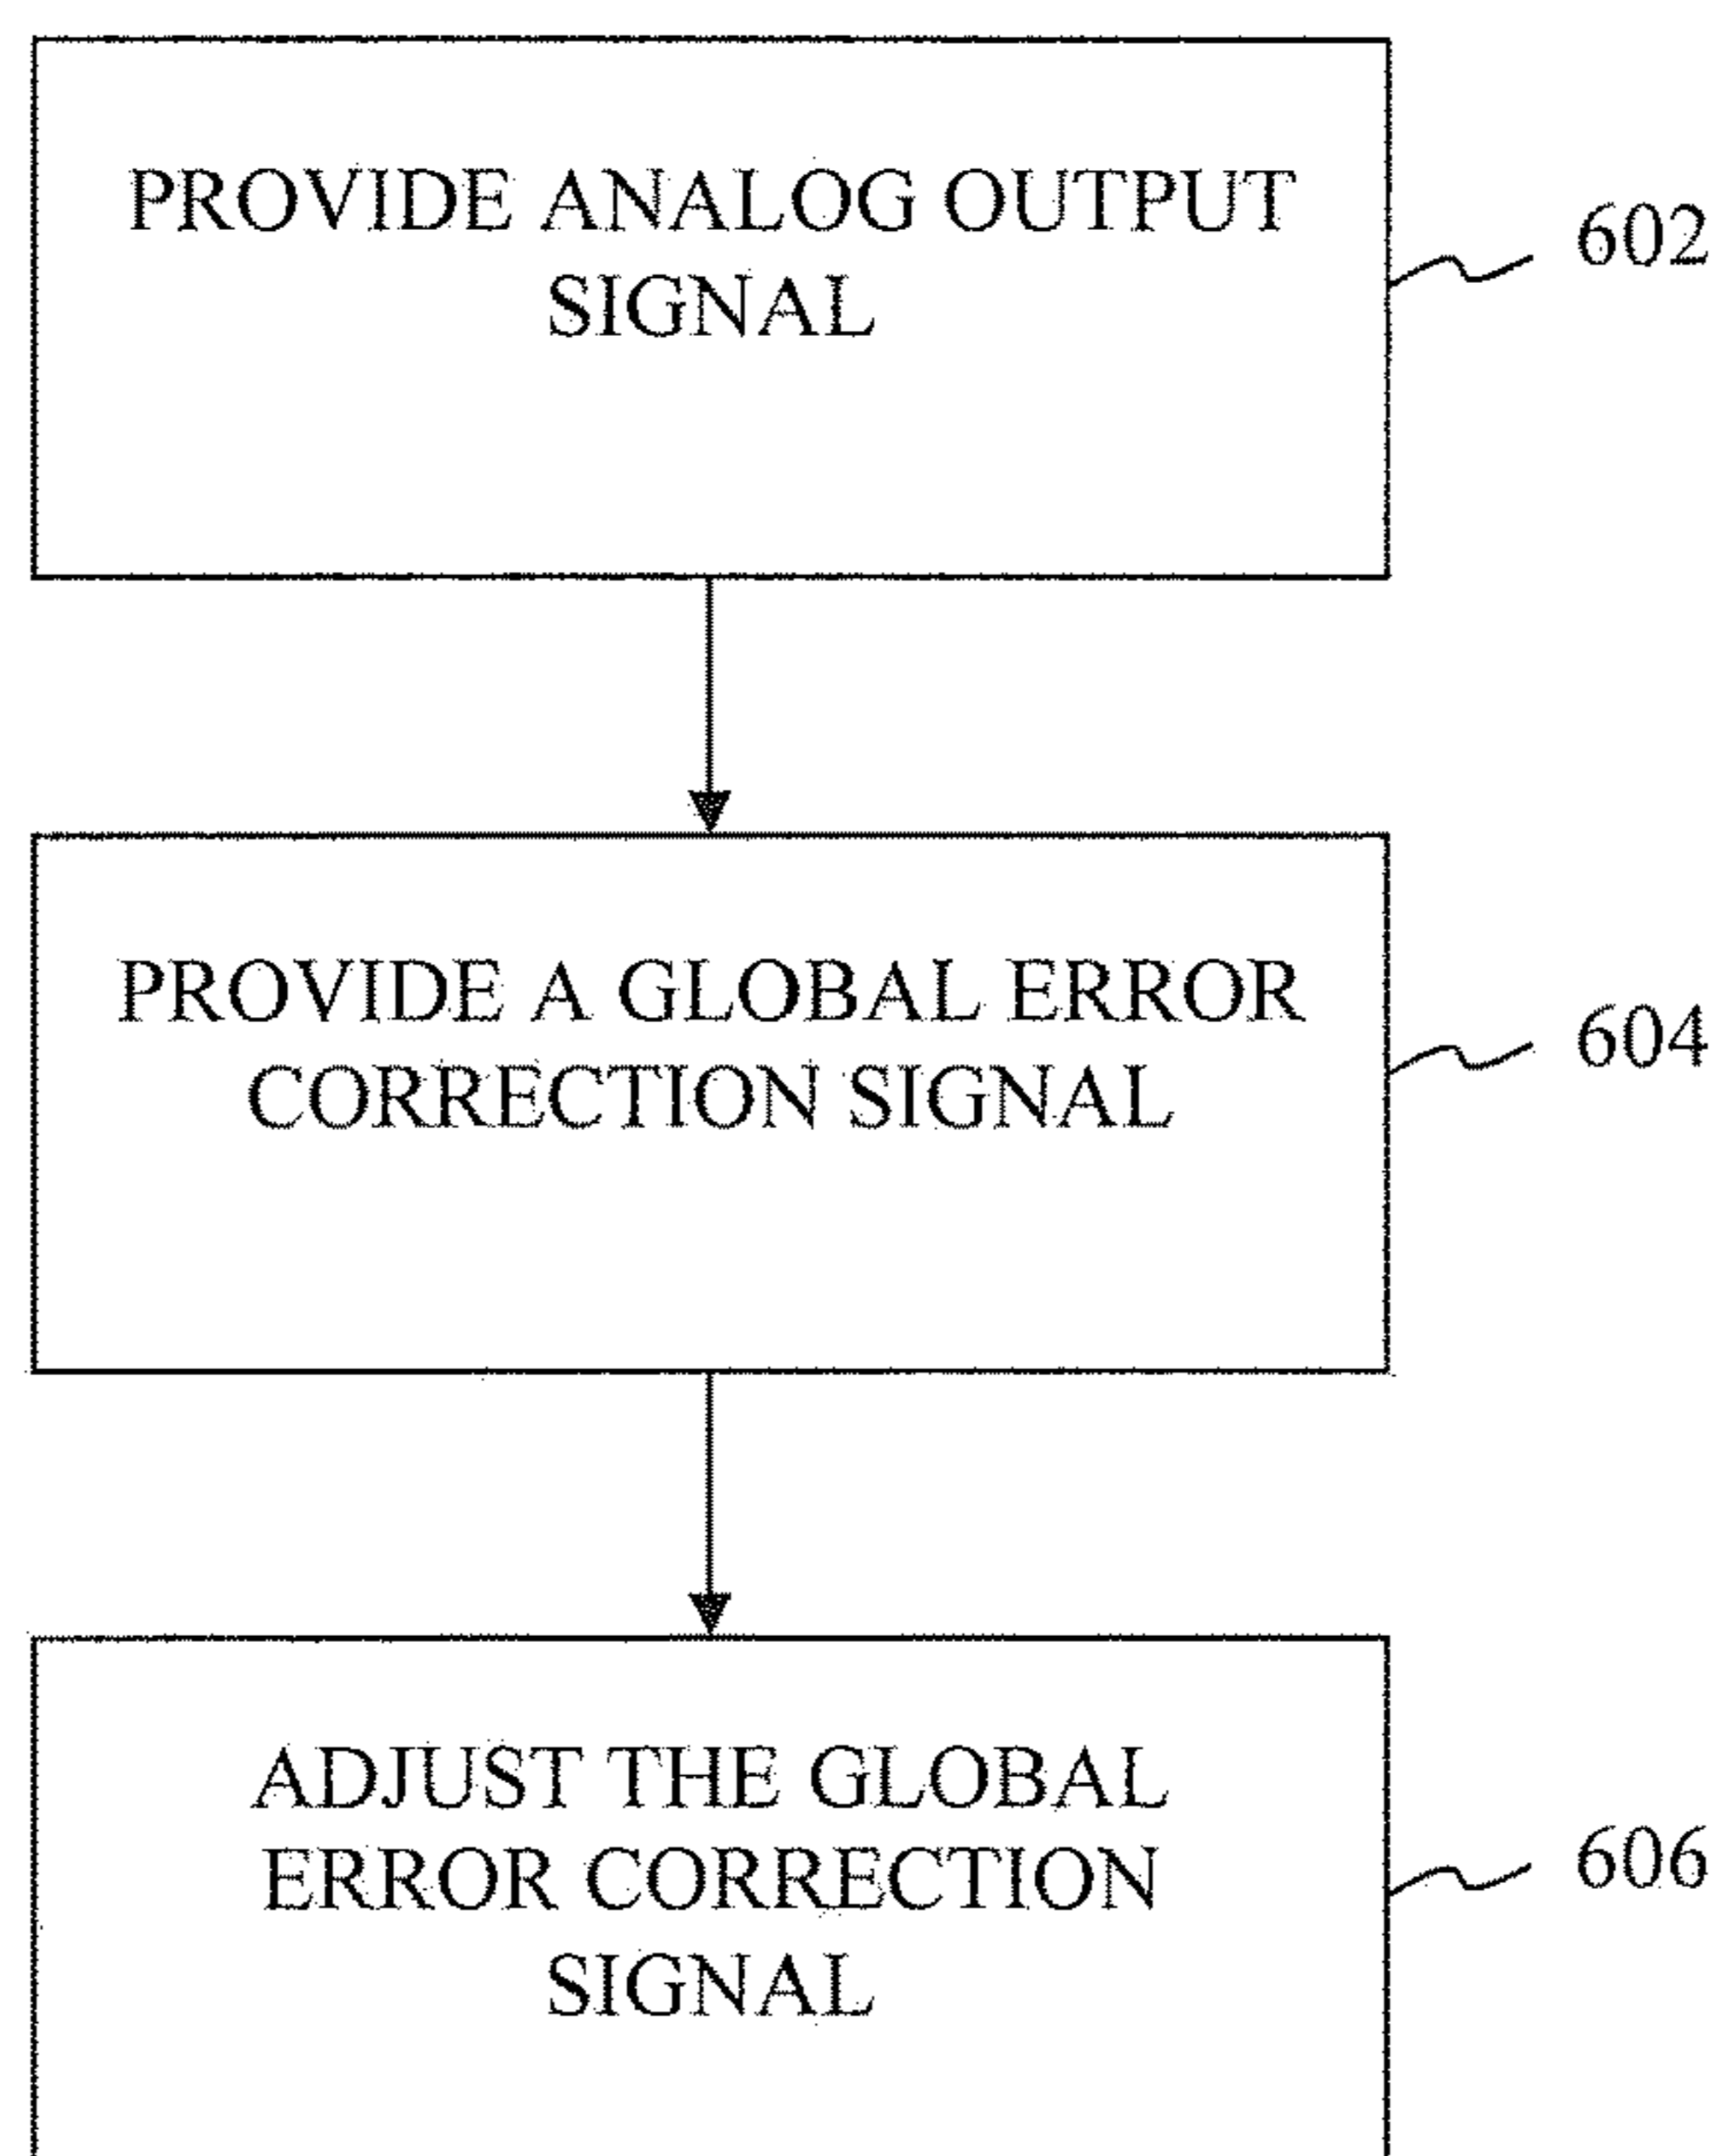 PROVIDE ANALOG OUTPUT
SIGNAL
602
PROVIDE A GLOBAL ERROR
CORRECTION SIGNAL
604
ADJUST THE GLOBAL
ERROR CORRECTION
SIGNAL
606